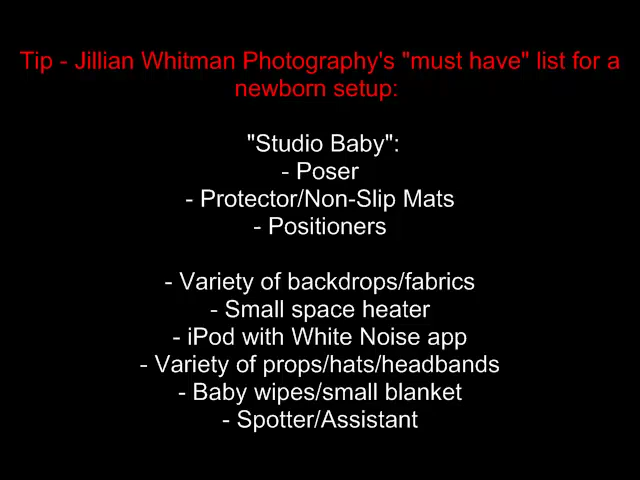 Tip - Jillian Whitman Photography's "must have" list for a
newborn setup:
"Studio Baby":
- Poser
- Protector/Non-Slip Mats
- Positioners
- Variety of backdrops/fabrics
- Small space heater
- iPod with White Noise app
- Variety of props/hats/headbands
- Baby wipes/small blanket
- Spotter/Assistant